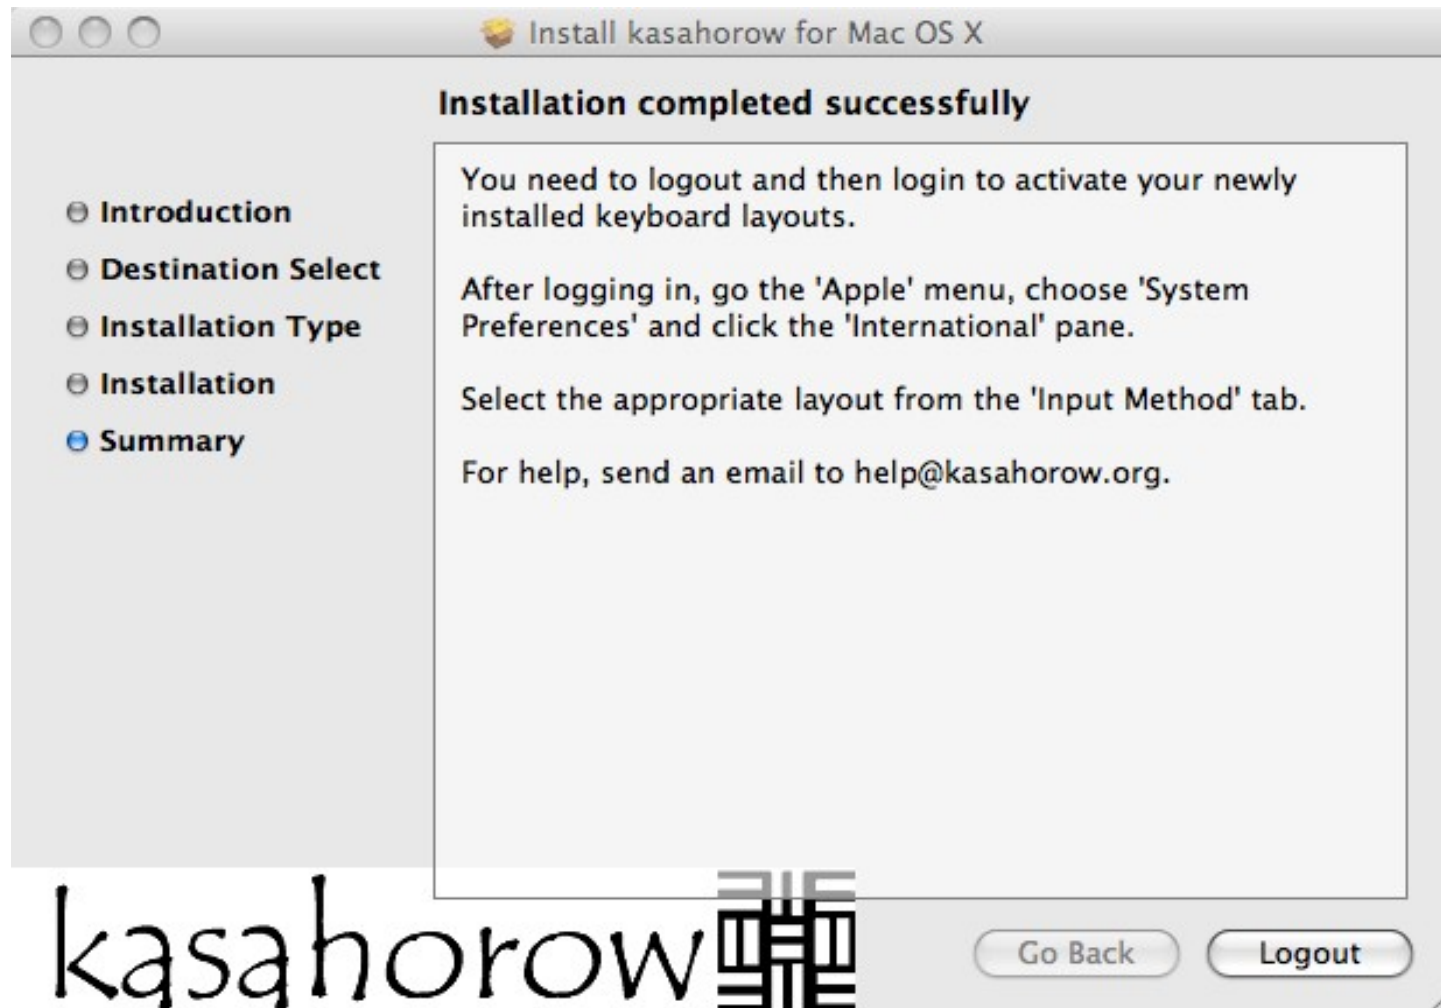 Install kasahorow for Mac OS X
Installation completed successfully
Introduction
Destination Select
Installation Type
Installation
Summary
You need to logout and then login to activate your newly
installed keyboard layouts.
After logging in, go the 'Apple' menu, choose 'System
Preferences' and click the 'International' pane.
Select the appropriate layout from the 'Input Method' tab.
For help, send an email to help@kasahorow.org.
kasahorow
Go Back
Logout